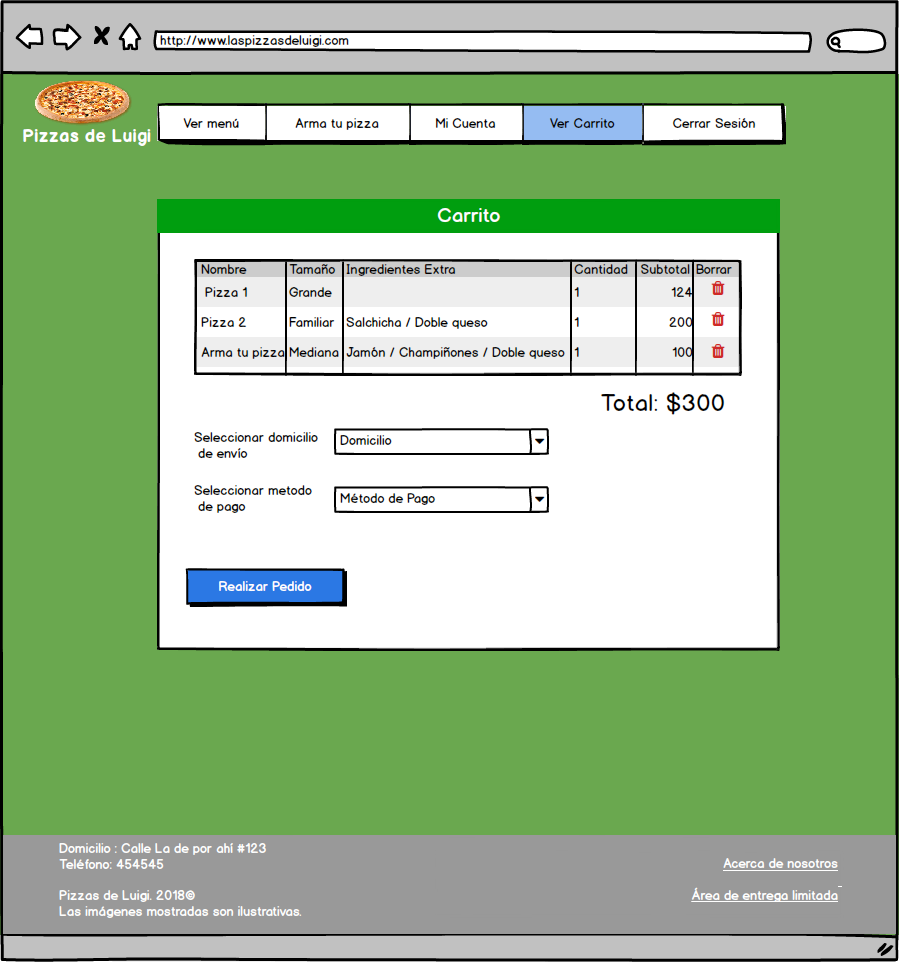 http://www.laspizzasdeluigi.com
Pizzas de Luigi
Ver menú Arma tu pizza Mi Cuenta Ver Carrito Cerrar Sesión
Carrito
Nombre Tamaño Ingredientes Extra Cantidad Subtotal Borrar
Pizza 1 Grande 1 124
Pizza 2 Familiar Salchicha / Doble queso 1 200
Arma tu pizza Mediana Jamón / Champiñones / Doble queso 1 100
Total: $300
Seleccionar domicilio
de envío
Domicilio
Seleccionar metodo
de pago
Método de Pago
Realizar Pedido
Domicilio : Calle La de por ahí #123
Teléfono: 454545
Pizzas de Luigi. 2018©
Las imágenes mostradas son ilustrativas.
Acerca de nosotros
Área de entrega limitada